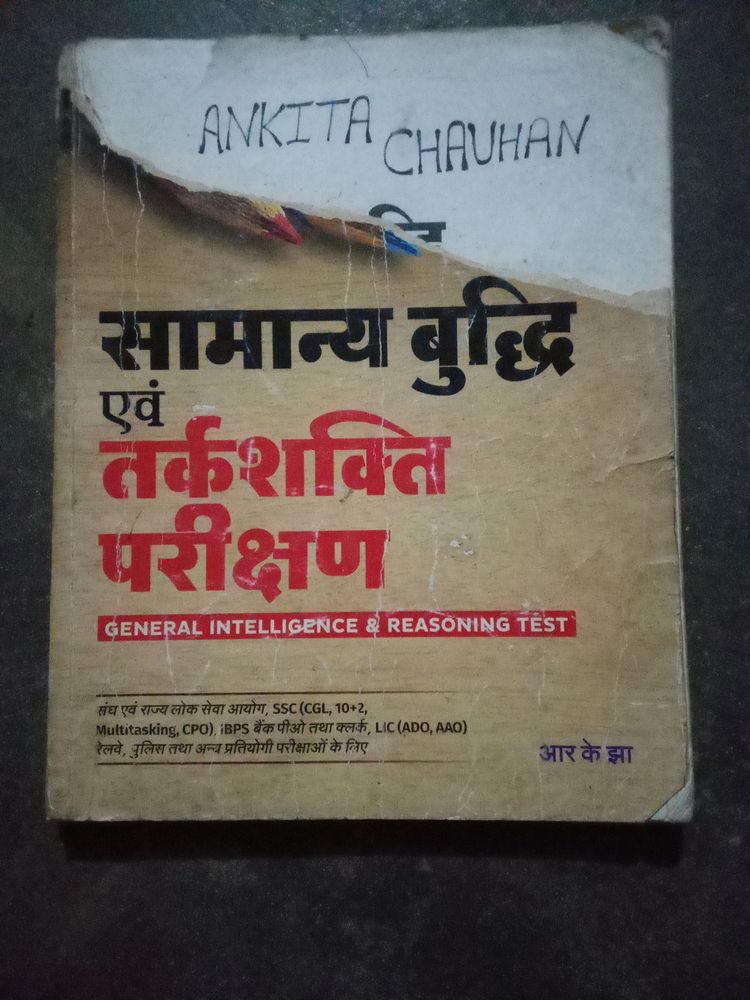 ANKITA CHAUHAN
सामान्य बुद्धि
एवं
तर्कशक्ति
परीक्षण
GENERAL INTELLIGENCE & REASONING TEST
संघ एवं राज्य लोक सेवा आयोग, SSC (CGL, 10+2,
Multitasking, CPO), IBPS बैंक पीओ तथा क्लर्क, LIC (ADO, AAO)
रेलवे, पुलिस तथा अन्य प्रतियोगी परीक्षाओं के लिए
आर के झा